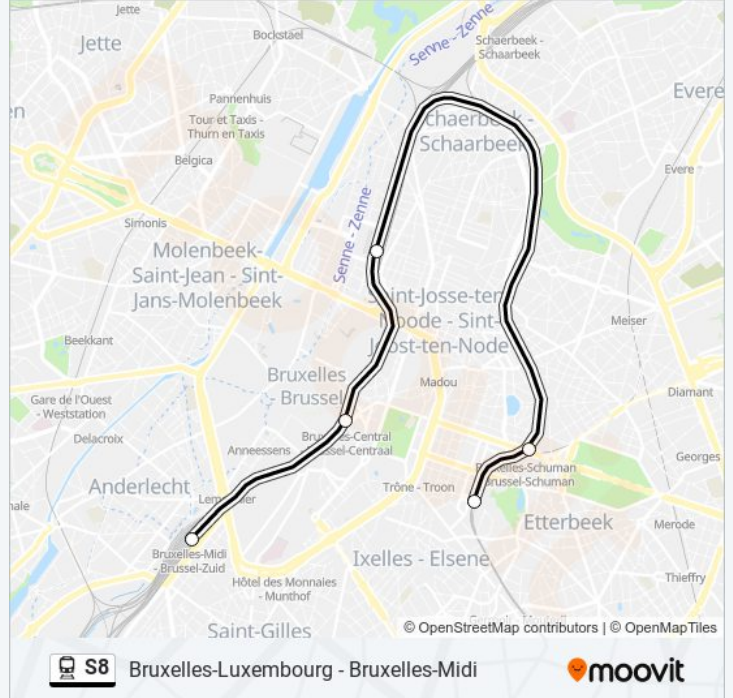 Jette
Jette
Bockstael
Senne - Zenne
Schaerbeek -
Schaarbeek
Evere
Pannenhuis
Tour et Taxis -
Thurn en Taxis
Belgica
chaerbeek -
Schaarbeek
Simonis
Senne - Zenne
Molenbeek-
Saint-Jean - Sint-
Jans-Molenbeek
Saint-Josse-ten-
Noode - Sint-
Joost-ten-Node
Meiser
Beekkant
Bruxelles
- Brussel
Madou
Diamant
Gare de l'Ouest
- Weststation
Delacroix
Anneessens
Bruxelles-Central
Brussel-Centraal
Georges
Anderlecht
Trône - Troon
Bruxelles-Schuman
Brussel-Schuman
Etterbeek
Merode
Bruxelles-Midi
- Brussel-Zuid
Ixelles - Elsene
Hôtel des Monnaies
- Munthof
Thieffry
Saint-Gilles
© OpenStreetMap contributors | © OpenMapTiles
S8 Bruxelles-Luxembourg - Bruxelles-Midi
moovit